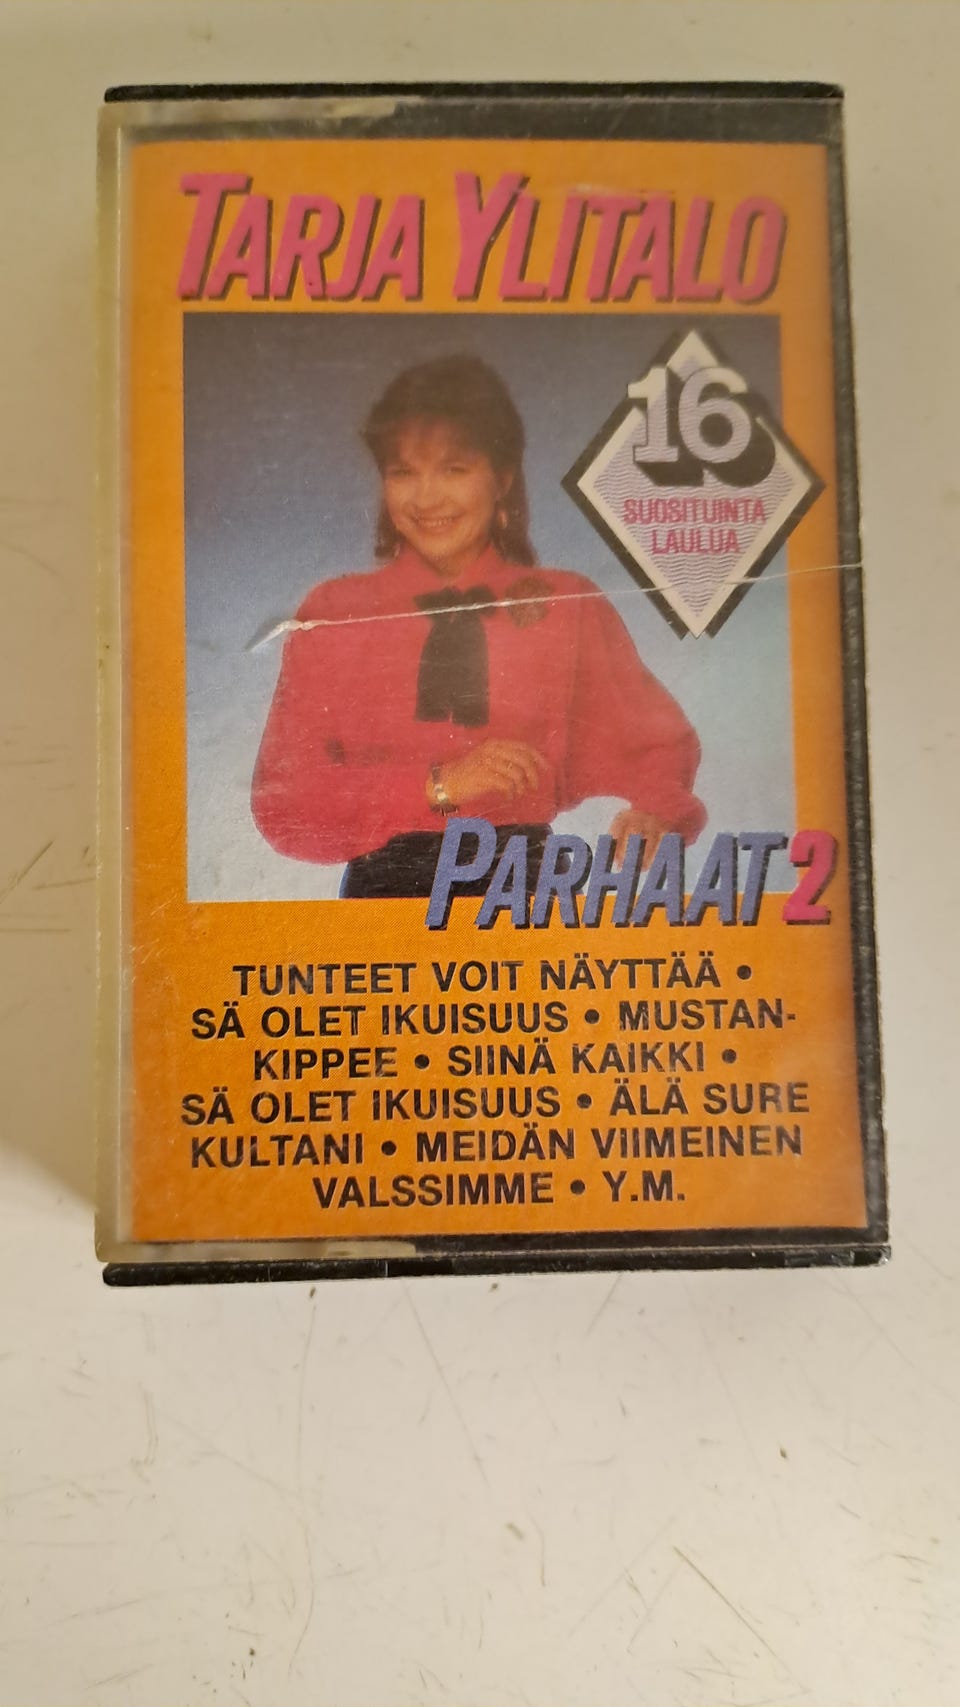 TARJA YLITALO
16
SUOSITUINTA
LAULUA
PARHAAT 2
TUNTEET VOIT NÄYTTÄÄ •
SÄ OLET IKUISUUS • MUSTAN-
KIPPEE • SIINÄ KAIKKI •
SÄ OLET IKUISUUS • ÄLÄ SURE
KULTANI • MEIDÄN VIIMEINEN
VALSSIMME • Y.M.